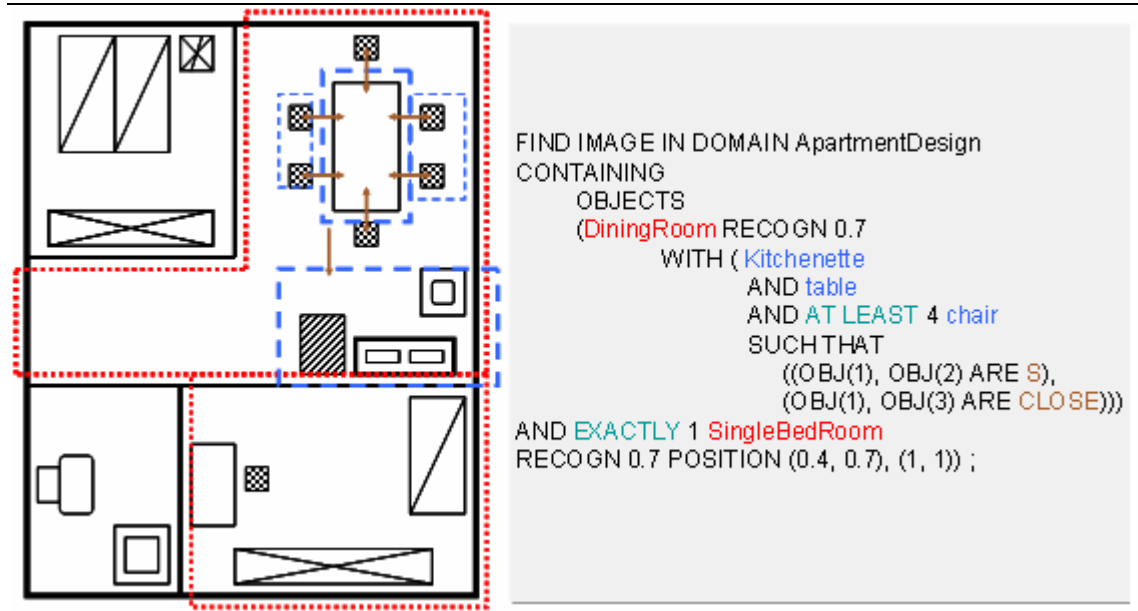 FIND IMAGE IN DOMAIN ApartmentDesign
CONTAINING
OBJECTS
(DiningRoom RECOGN 0.7
WITH ( Kitchenette
AND table
AND AT LEAST 4 chair
SUCH THAT
((OBJ(1), OBJ(2) ARE S),
(OBJ(1), OBJ(3) ARE CLOSE)))
AND EXACTLY 1 SingleBedRoom
RECOGN 0.7 POSITION (0.4, 0.7), (1, 1)) ;